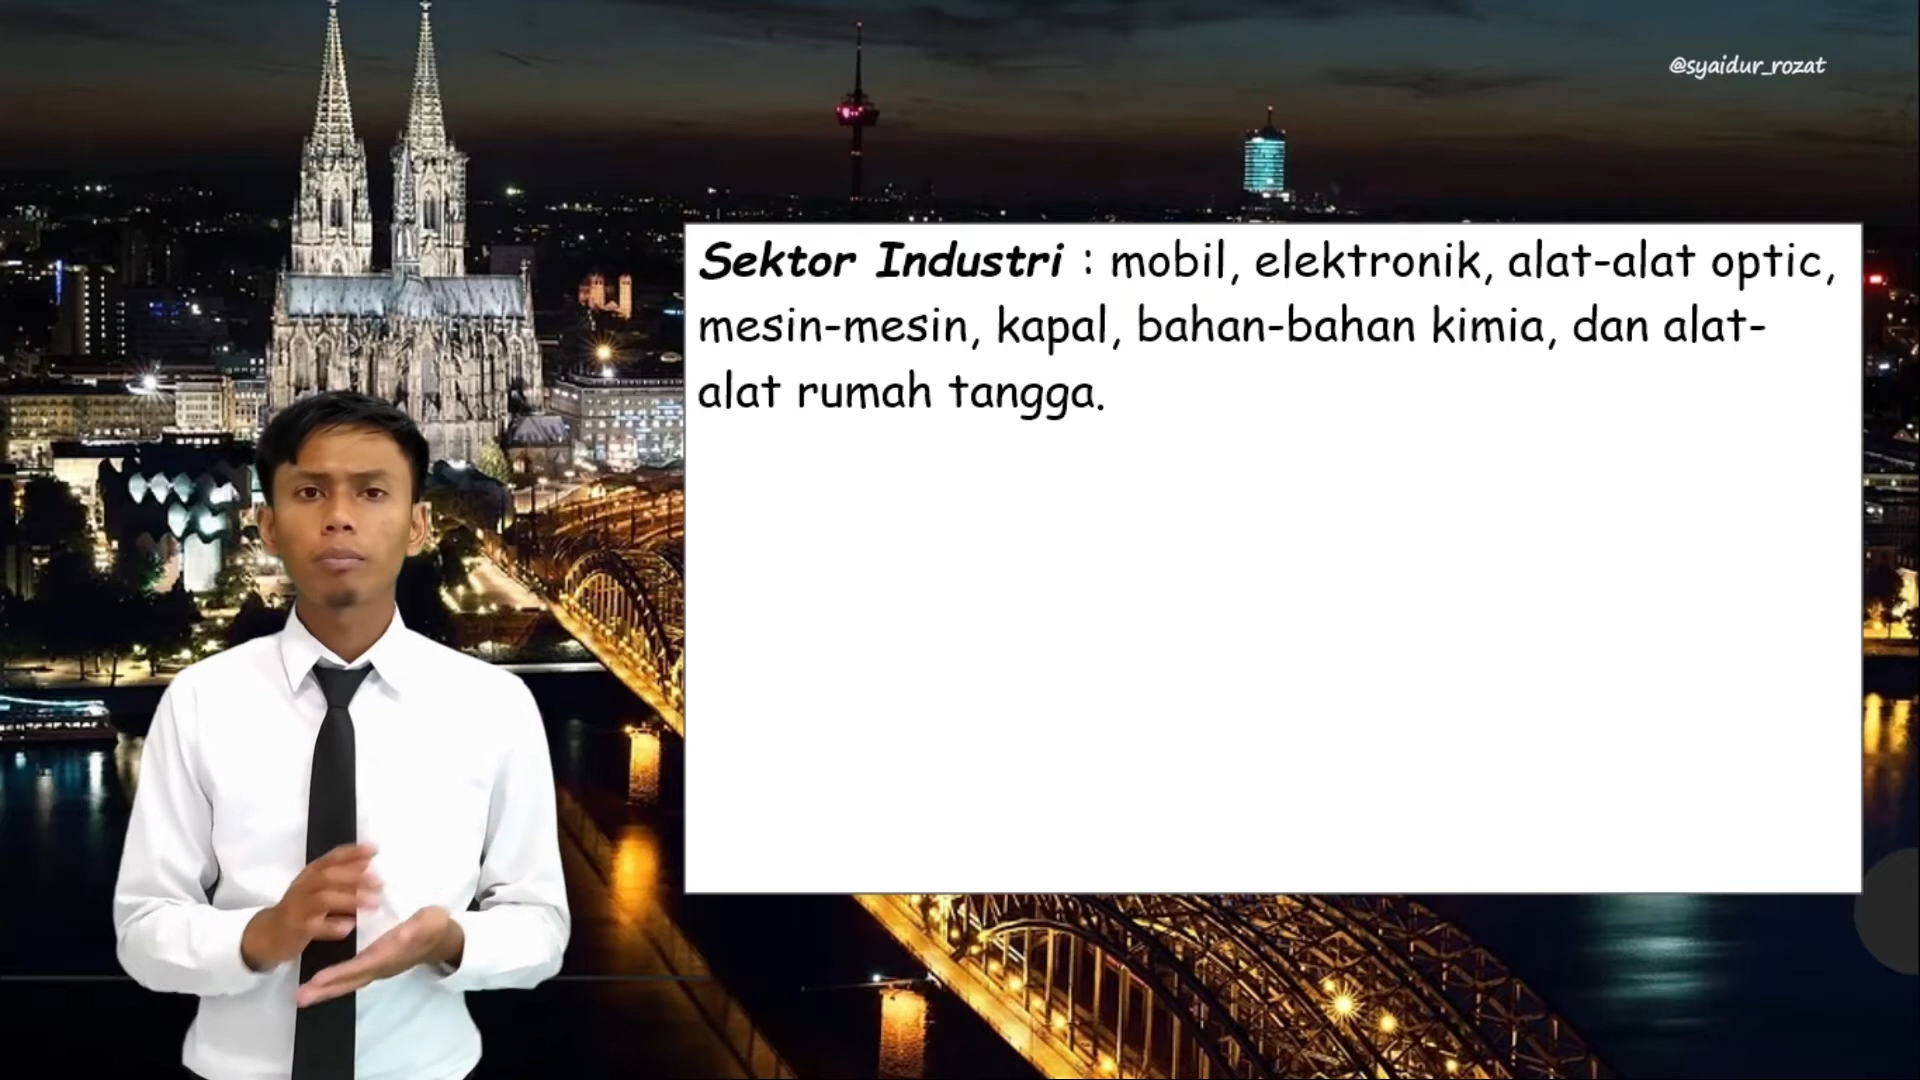 @syaidur_rozat
Sektor Industri : mobil, elektronik, alat-alat optic,
mesin-mesin, kapal, bahan-bahan kimia, dan alat-
alat rumah tangga.